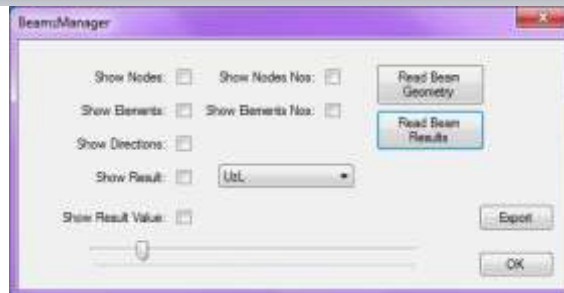 BeamsManager
Show Nodes:
Show Nodes Nos:
Read Beam
Geometry
Show Elements:
Show Elements Nos:
Read Beam
Results
Show Directions:
Show Result:
UzL
Show Result Value:
Export
OK